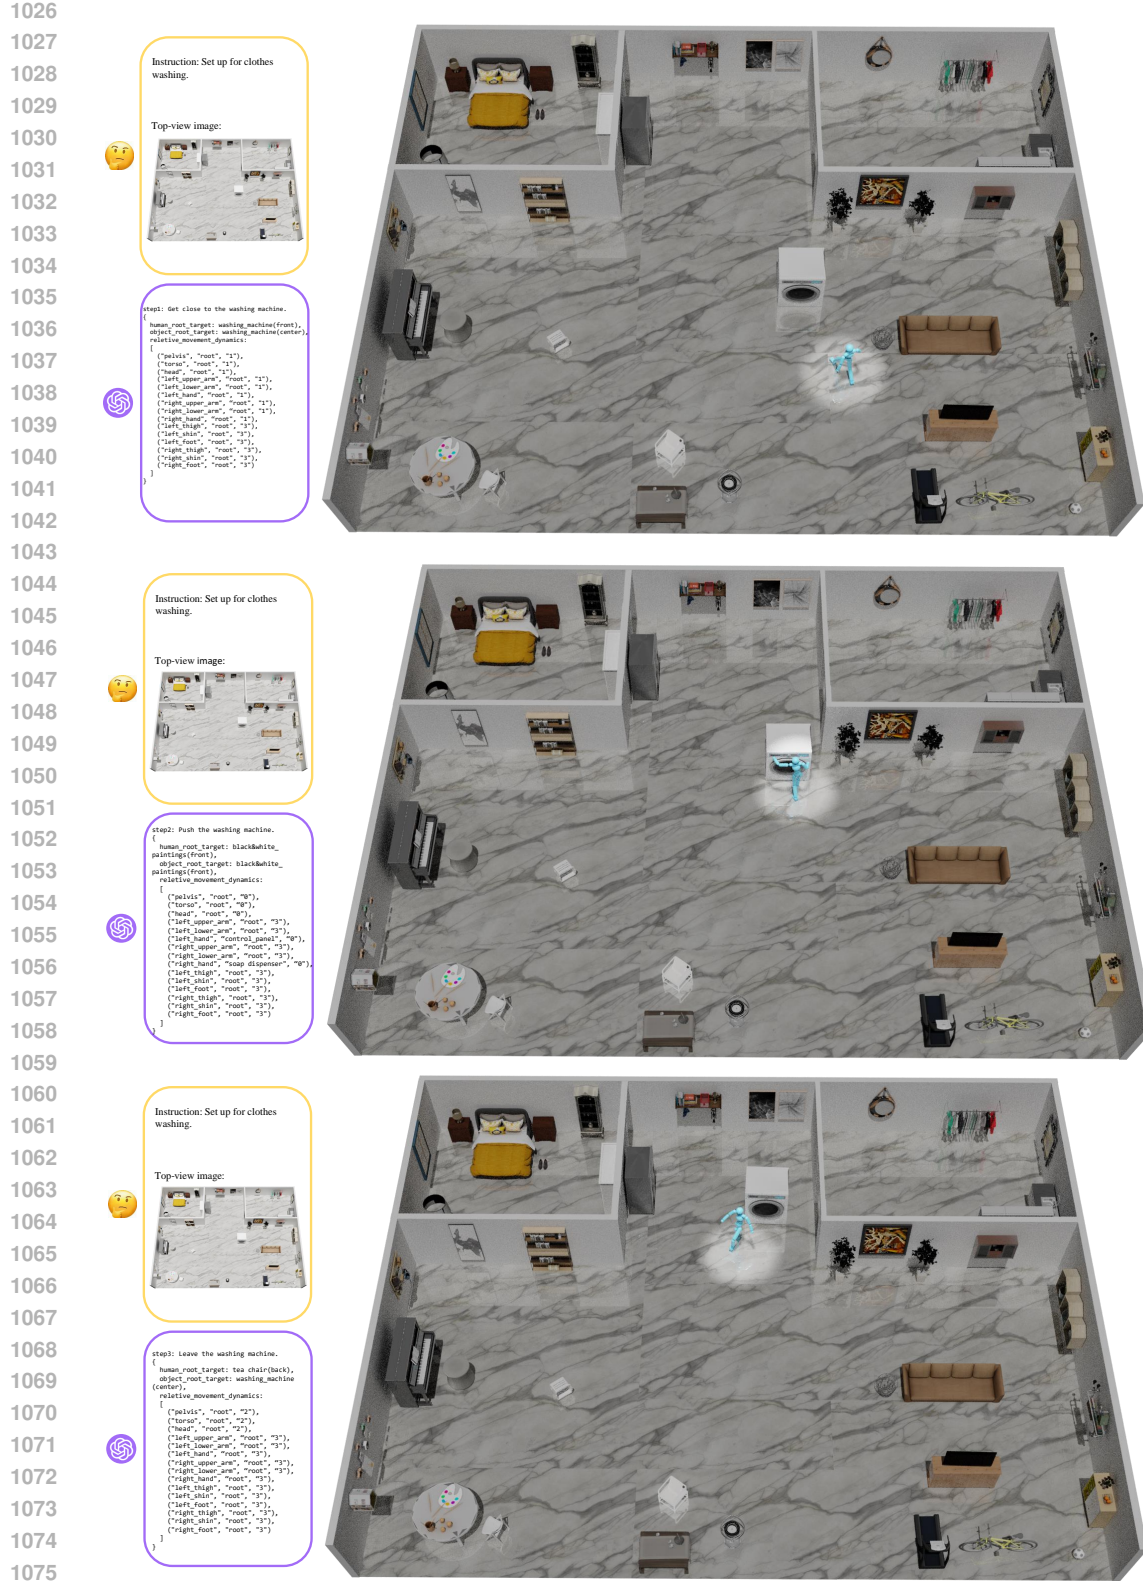 1026
1027
1028
1029
1030
1031
1032
1033
1034
1035
1036
1037
1038
1039
1040
1041
1042
1043
1044
1045
1046
1047
1048
1049
1050
1051
1052
1053
1054
1055
1056
1057
1058
1059
1060
1061
1062
1063
1064
1065
1066
1067
1068
1069
1070
1071
1072
1073
1074
1075
Instruction: Set up for clothes
washing.
Top-view image:
step1: Get close to the washing machine.
{
human_root_target: washing_machine(front),
object_root_target: washing_machine(center),
reletive_movement_dynamics:
[
("pelvis", "root", "1"),
("torso", "root", "1"),
("head", "root", "1"),
("left_upper_arm", "root", "1"),
("left_lower_arm", "root", "1"),
("left_hand", "root", "1"),
("right_upper_arm", "root", "1"),
("right_lower_arm", "root", "1"),
("right_hand", "root", "1"),
("left_thigh", "root", "3"),
("left_shin", "root", "3"),
("left_foot", "root", "3"),
("right_thigh", "root", "3"),
("right_shin", "root", "3"),
("right_foot", "root", "3")
]
}
Instruction: Set up for clothes
washing.
Top-view image:
step2: Push the washing machine.
{
human_root_target: black&white_
paintings(front),
object_root_target: black&white_
paintings(front),
reletive_movement_dynamics:
[
("pelvis", "root", "0"),
("torso", "root", "0"),
("head", "root", "0"),
("left_upper_arm", "root", "3"),
("left_lower_arm", "root", "3"),
("left_hand", "control_panel", "0"),
("right_upper_arm", "root", "3"),
("right_lower_arm", "root", "3"),
("right_hand", "soap dispenser", "0"),
("left_thigh", "root", "3"),
("left_shin", "root", "3"),
("left_foot", "root", "3"),
("right_thigh", "root", "3"),
("right_shin", "root", "3"),
("right_foot", "root", "3")
]
}
Instruction: Set up for clothes
washing.
Top-view image:
step3: Leave the washing machine.
{
human_root_target: tea chair(back),
object_root_target: washing_machine
(center),
reletive_movement_dynamics:
[
("pelvis", "root", "2"),
("torso", "root", "2"),
("head", "root", "2"),
("left_upper_arm", "root", "3"),
("left_lower_arm", "root", "3"),
("left_hand", "root", "3"),
("right_upper_arm", "root", "3"),
("right_lower_arm", "root", "3"),
("right_hand", "root", "3"),
("left_thigh", "root", "3"),
("left_shin", "root", "3"),
("left_foot", "root", "3"),
("right_thigh", "root", "3"),
("right_shin", "root", "3"),
("right_foot", "root", "3")
]
}